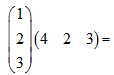 (1
2
3) (4 2 3) =